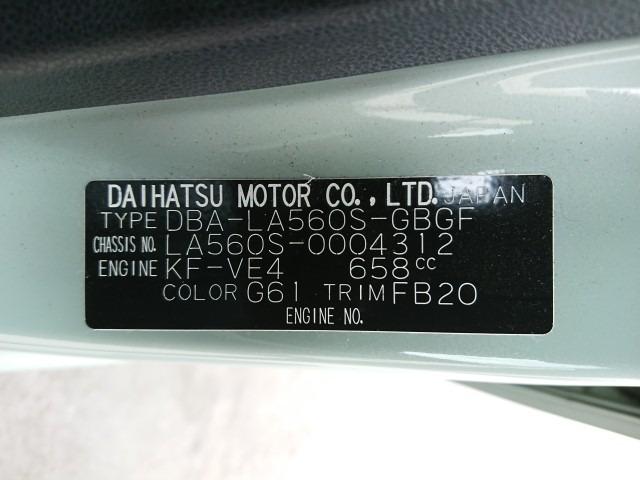 DAIHATSU MOTOR CO., LTD. JAPAN
TYPE DBA-LA560S-GBGF
CHASSIS NO. LA560S-0004312
ENGINE KF-VE4 658cc
COLOR G61 TRIM FB20
ENGINE NO.